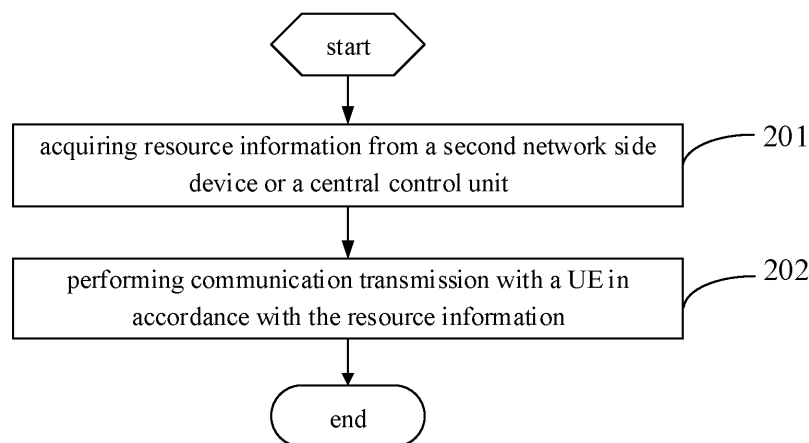 start
acquiring resource information from a second network side
device or a central control unit
201
performing communication transmission with a UE in
accordance with the resource information
202
end